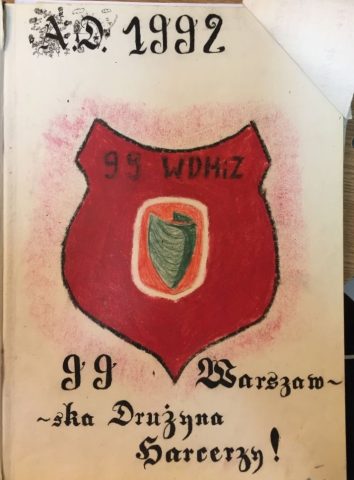 A.D. 1992
99 WDHiZ
99 Warszaw~
~ska Drużyna
Harcerzy!